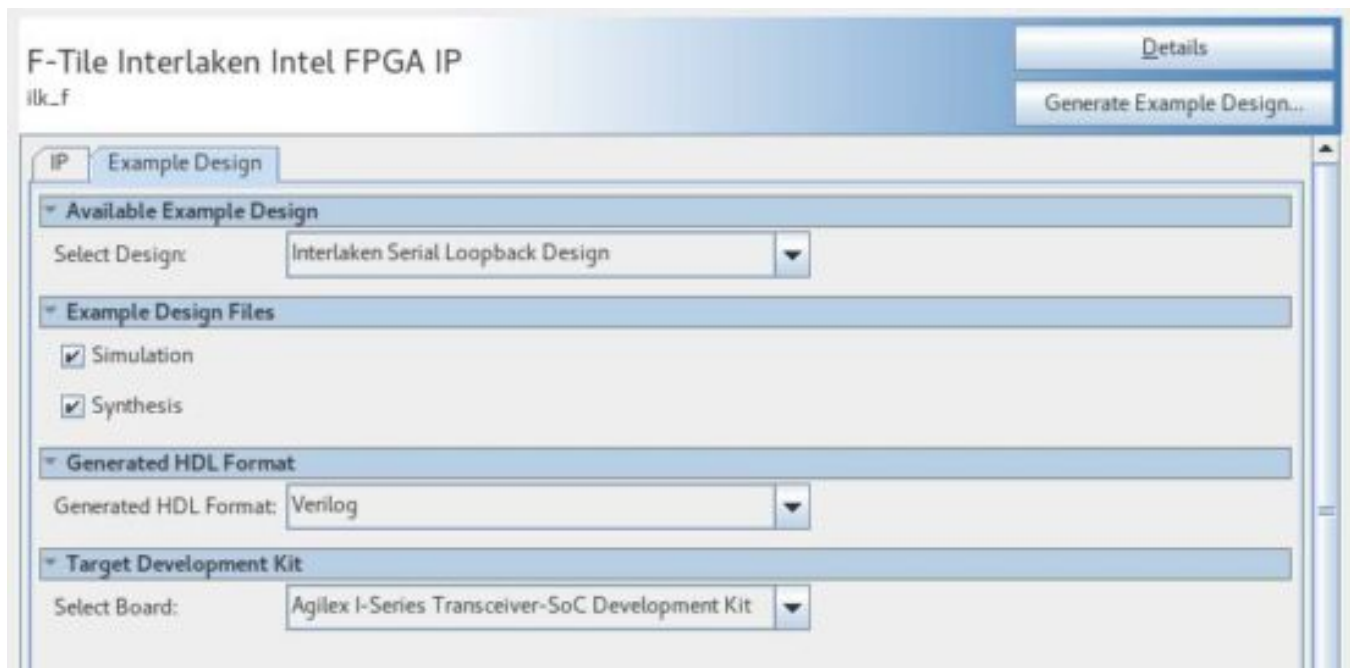 F-Tile Interlaken Intel FPGA IP
ilk_f
Details
Generate Example Design...
IP
Example Design
Available Example Design
Select Design:
Interlaken Serial Loopback Design
Example Design Files
Simulation
Synthesis
Generated HDL Format
Generated HDL Format:
Verilog
Target Development Kit
Select Board:
Agilex I-Series Transceiver-SoC Development Kit